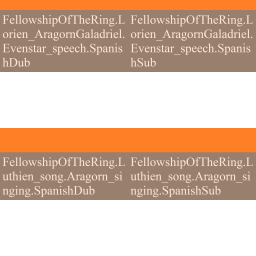 FellowshipOfTheRing.L
orien_AragornGaladriel.
Evenstar_speech.Spanis
hDub
FellowshipOfTheRing.L
orien_AragornGaladriel.
Evenstar_speech.Spanis
hSub
FellowshipOfTheRing.L
uthien_song.Aragorn_si
nging.SpanishDub
FellowshipOfTheRing.L
uthien_song.Aragorn_si
nging.SpanishSub